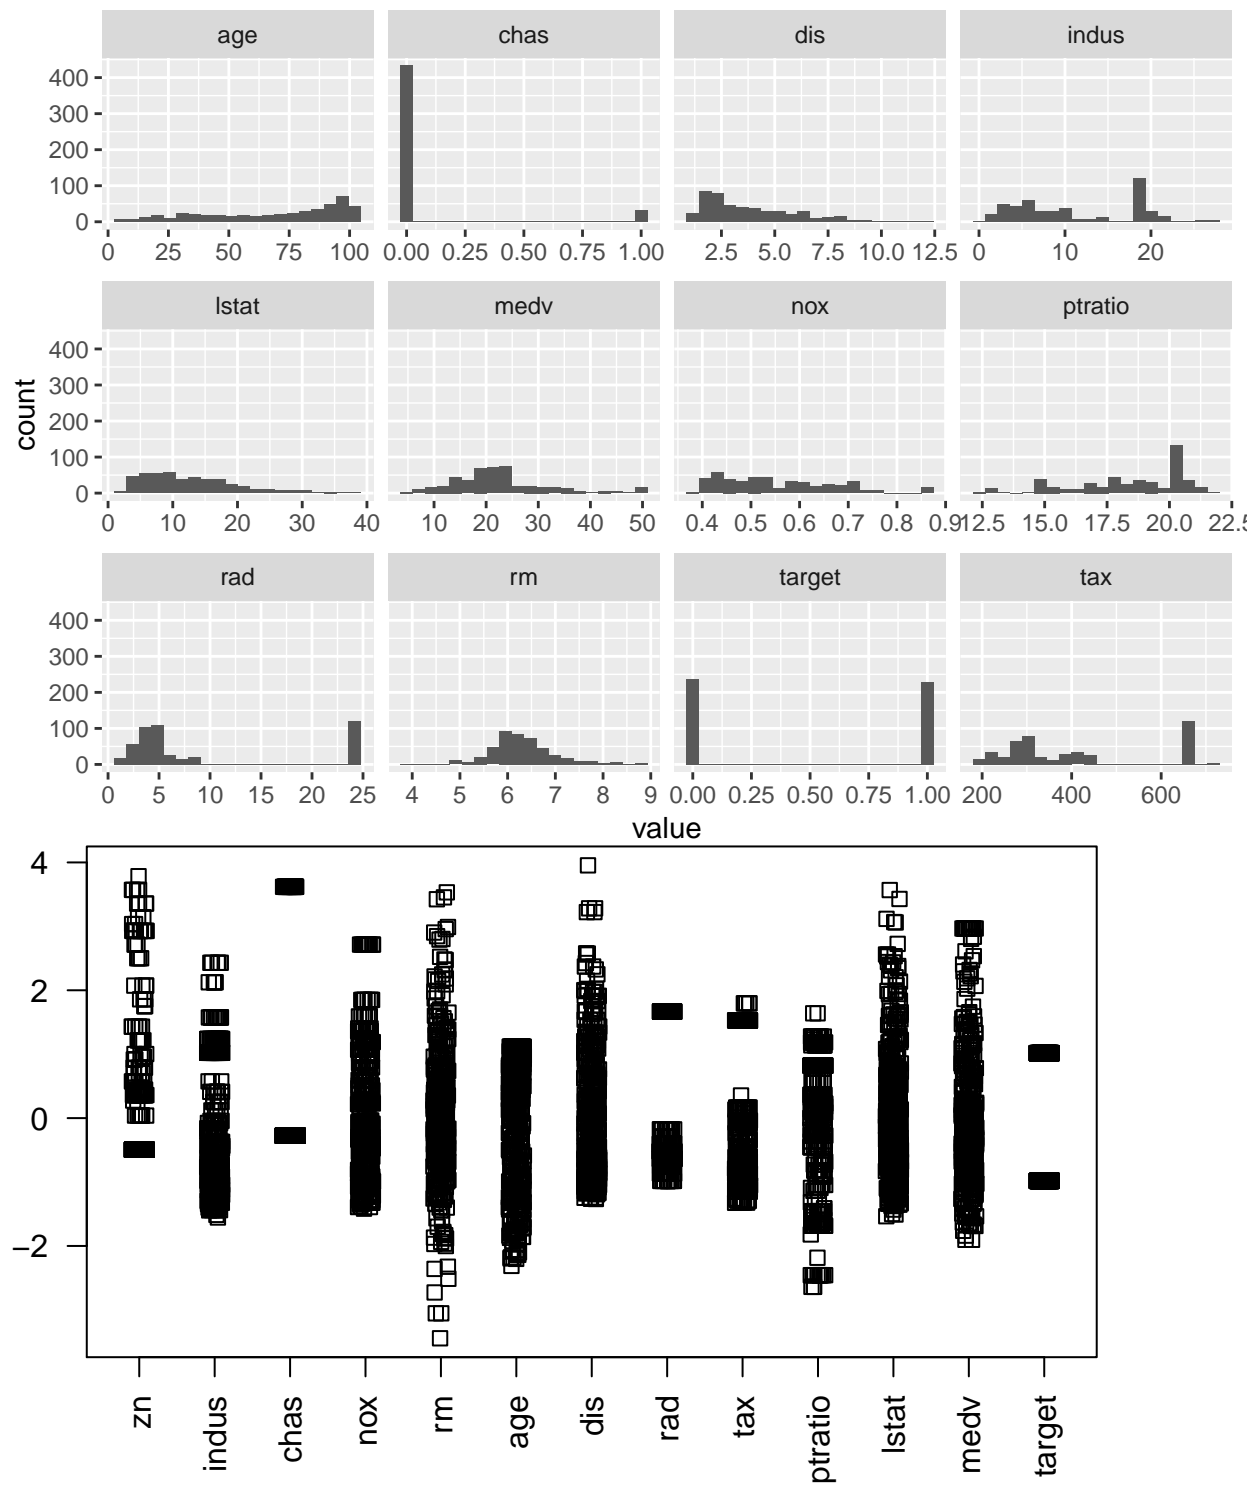 age chas dis indus
400
300
200
100
0
0 25 50 75 100 0.00 0.25 0.50 0.75 1.00 2.5 5.0 7.5 10.0 12.5 0 10 20
lstat medv nox ptratio
400
300
200
100
0
0 10 20 30 40 10 20 30 40 50 0.4 0.5 0.6 0.7 0.8 0.9 12.5 15.0 17.5 20.0 22.5
count
rad rm target tax
400
300
200
100
0
0 5 10 15 20 25 4 5 6 7 8 9 0.00 0.25 0.50 0.75 1.00 200 400 600
value
4
2
0
−2
zn indus chas nox rm age dis rad tax ptratio lstat medv target